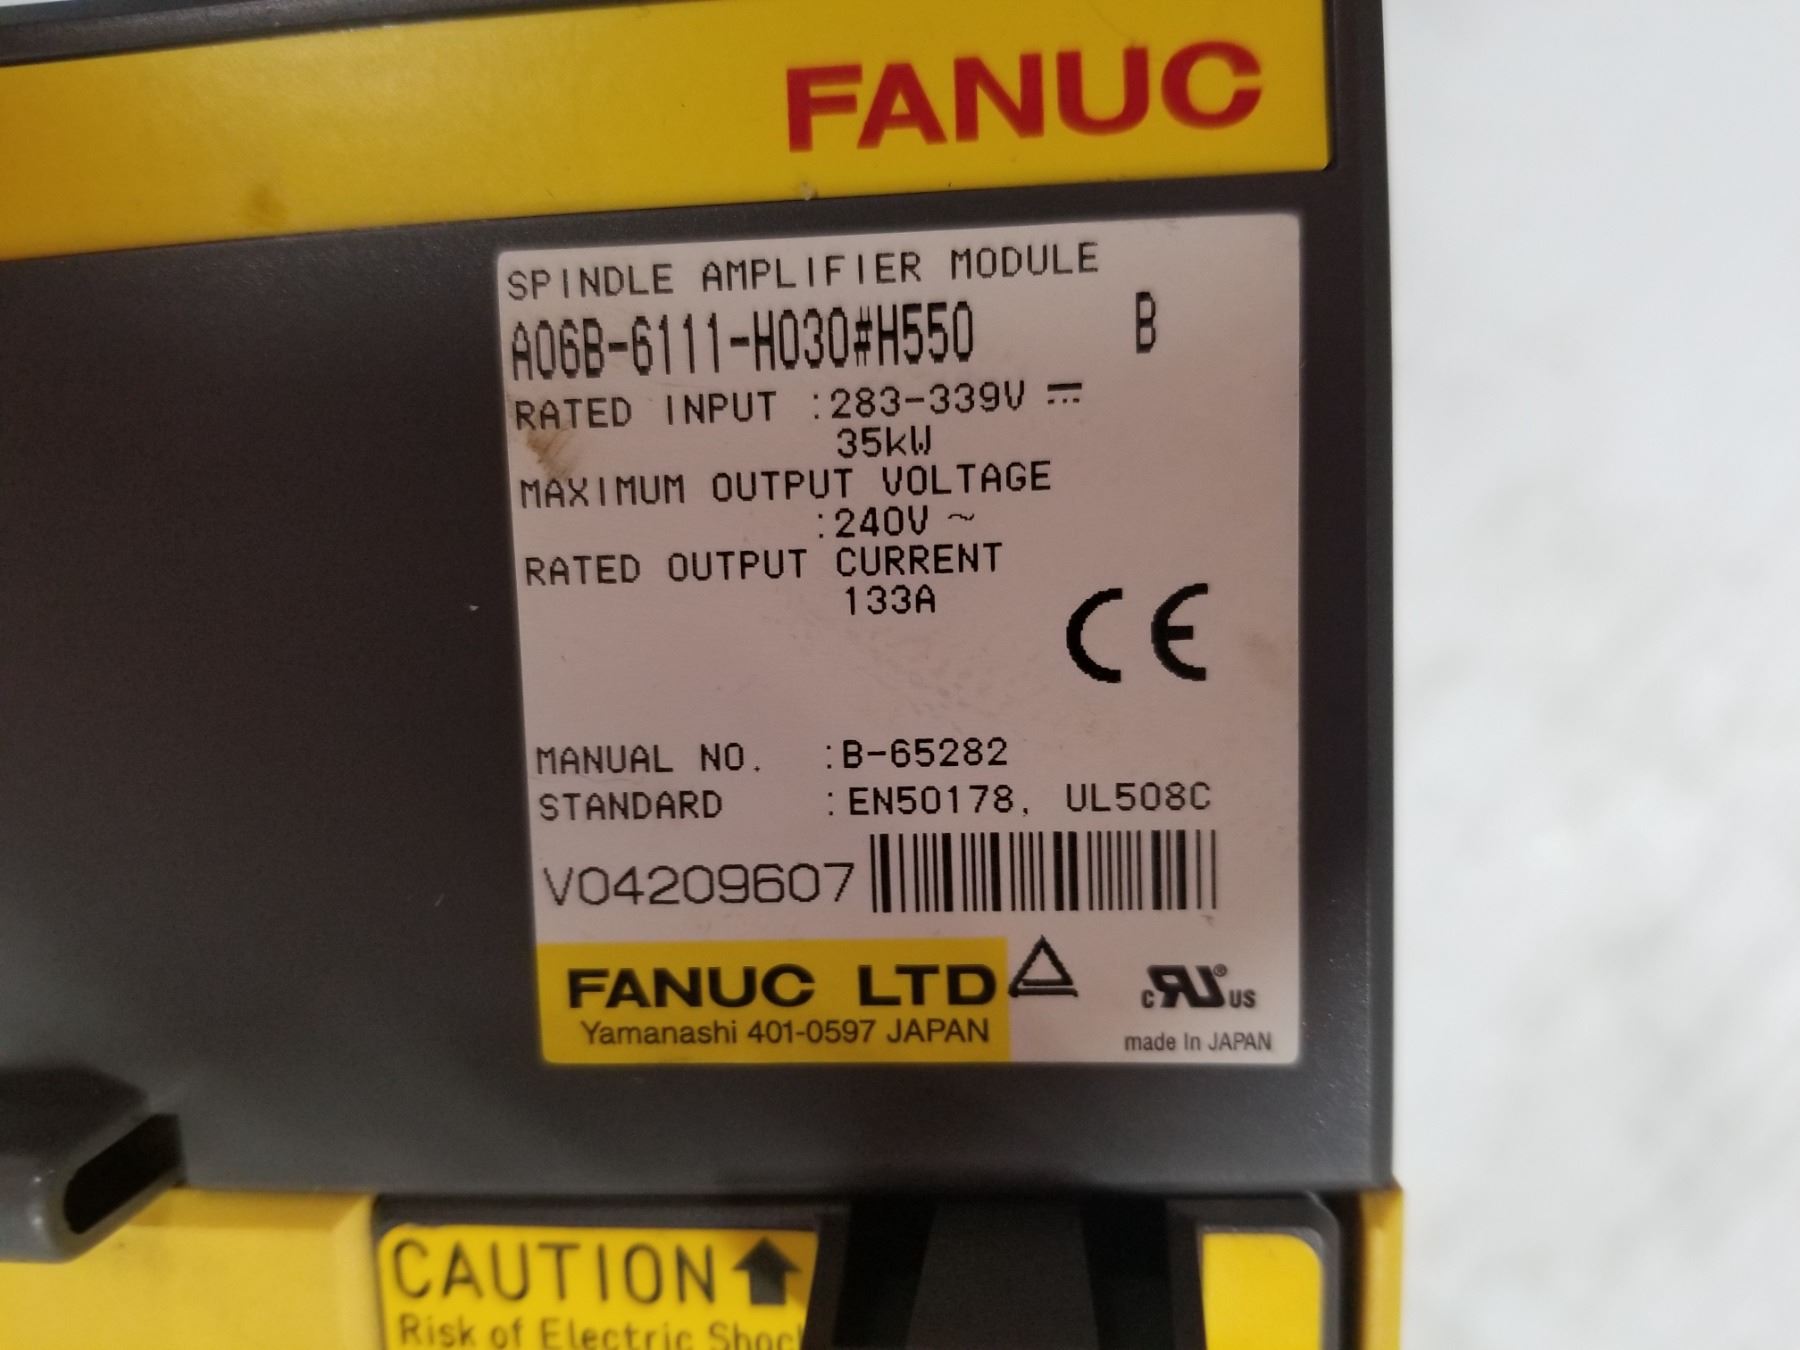 FANUC
SPINDLE AMPLIFIER MODULE
A06B-6111-H030#H550 B
RATED INPUT :283-339V ⎓
35kW
MAXIMUM OUTPUT VOLTAGE
:240V ~
RATED OUTPUT CURRENT
133A
CE
MANUAL NO. :B-65282
STANDARD :EN50178, UL508C
V04209607
FANUC LTD
Yamanashi 401-0597 JAPAN
c RU® US
made In JAPAN
CAUTION
Risk of Electric Shoc